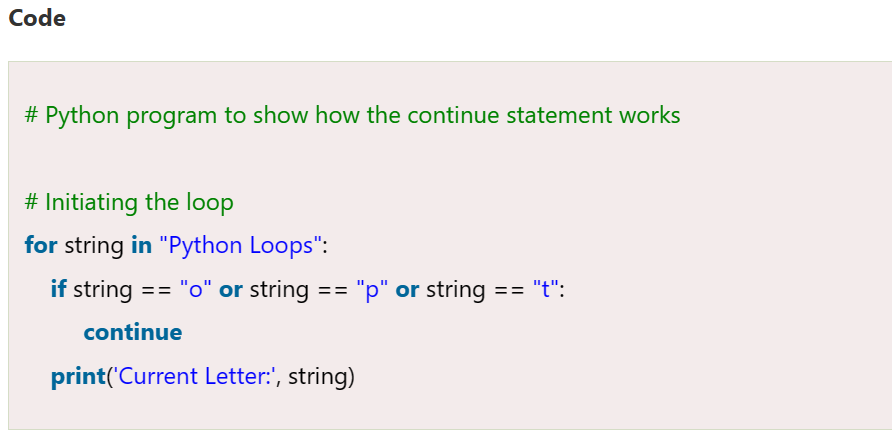 Code
# Python program to show how the continue statement works
# Initiating the loop
for string in "Python Loops":
if string == "o" or string == "p" or string == "t":
continue
print('Current Letter:', string)